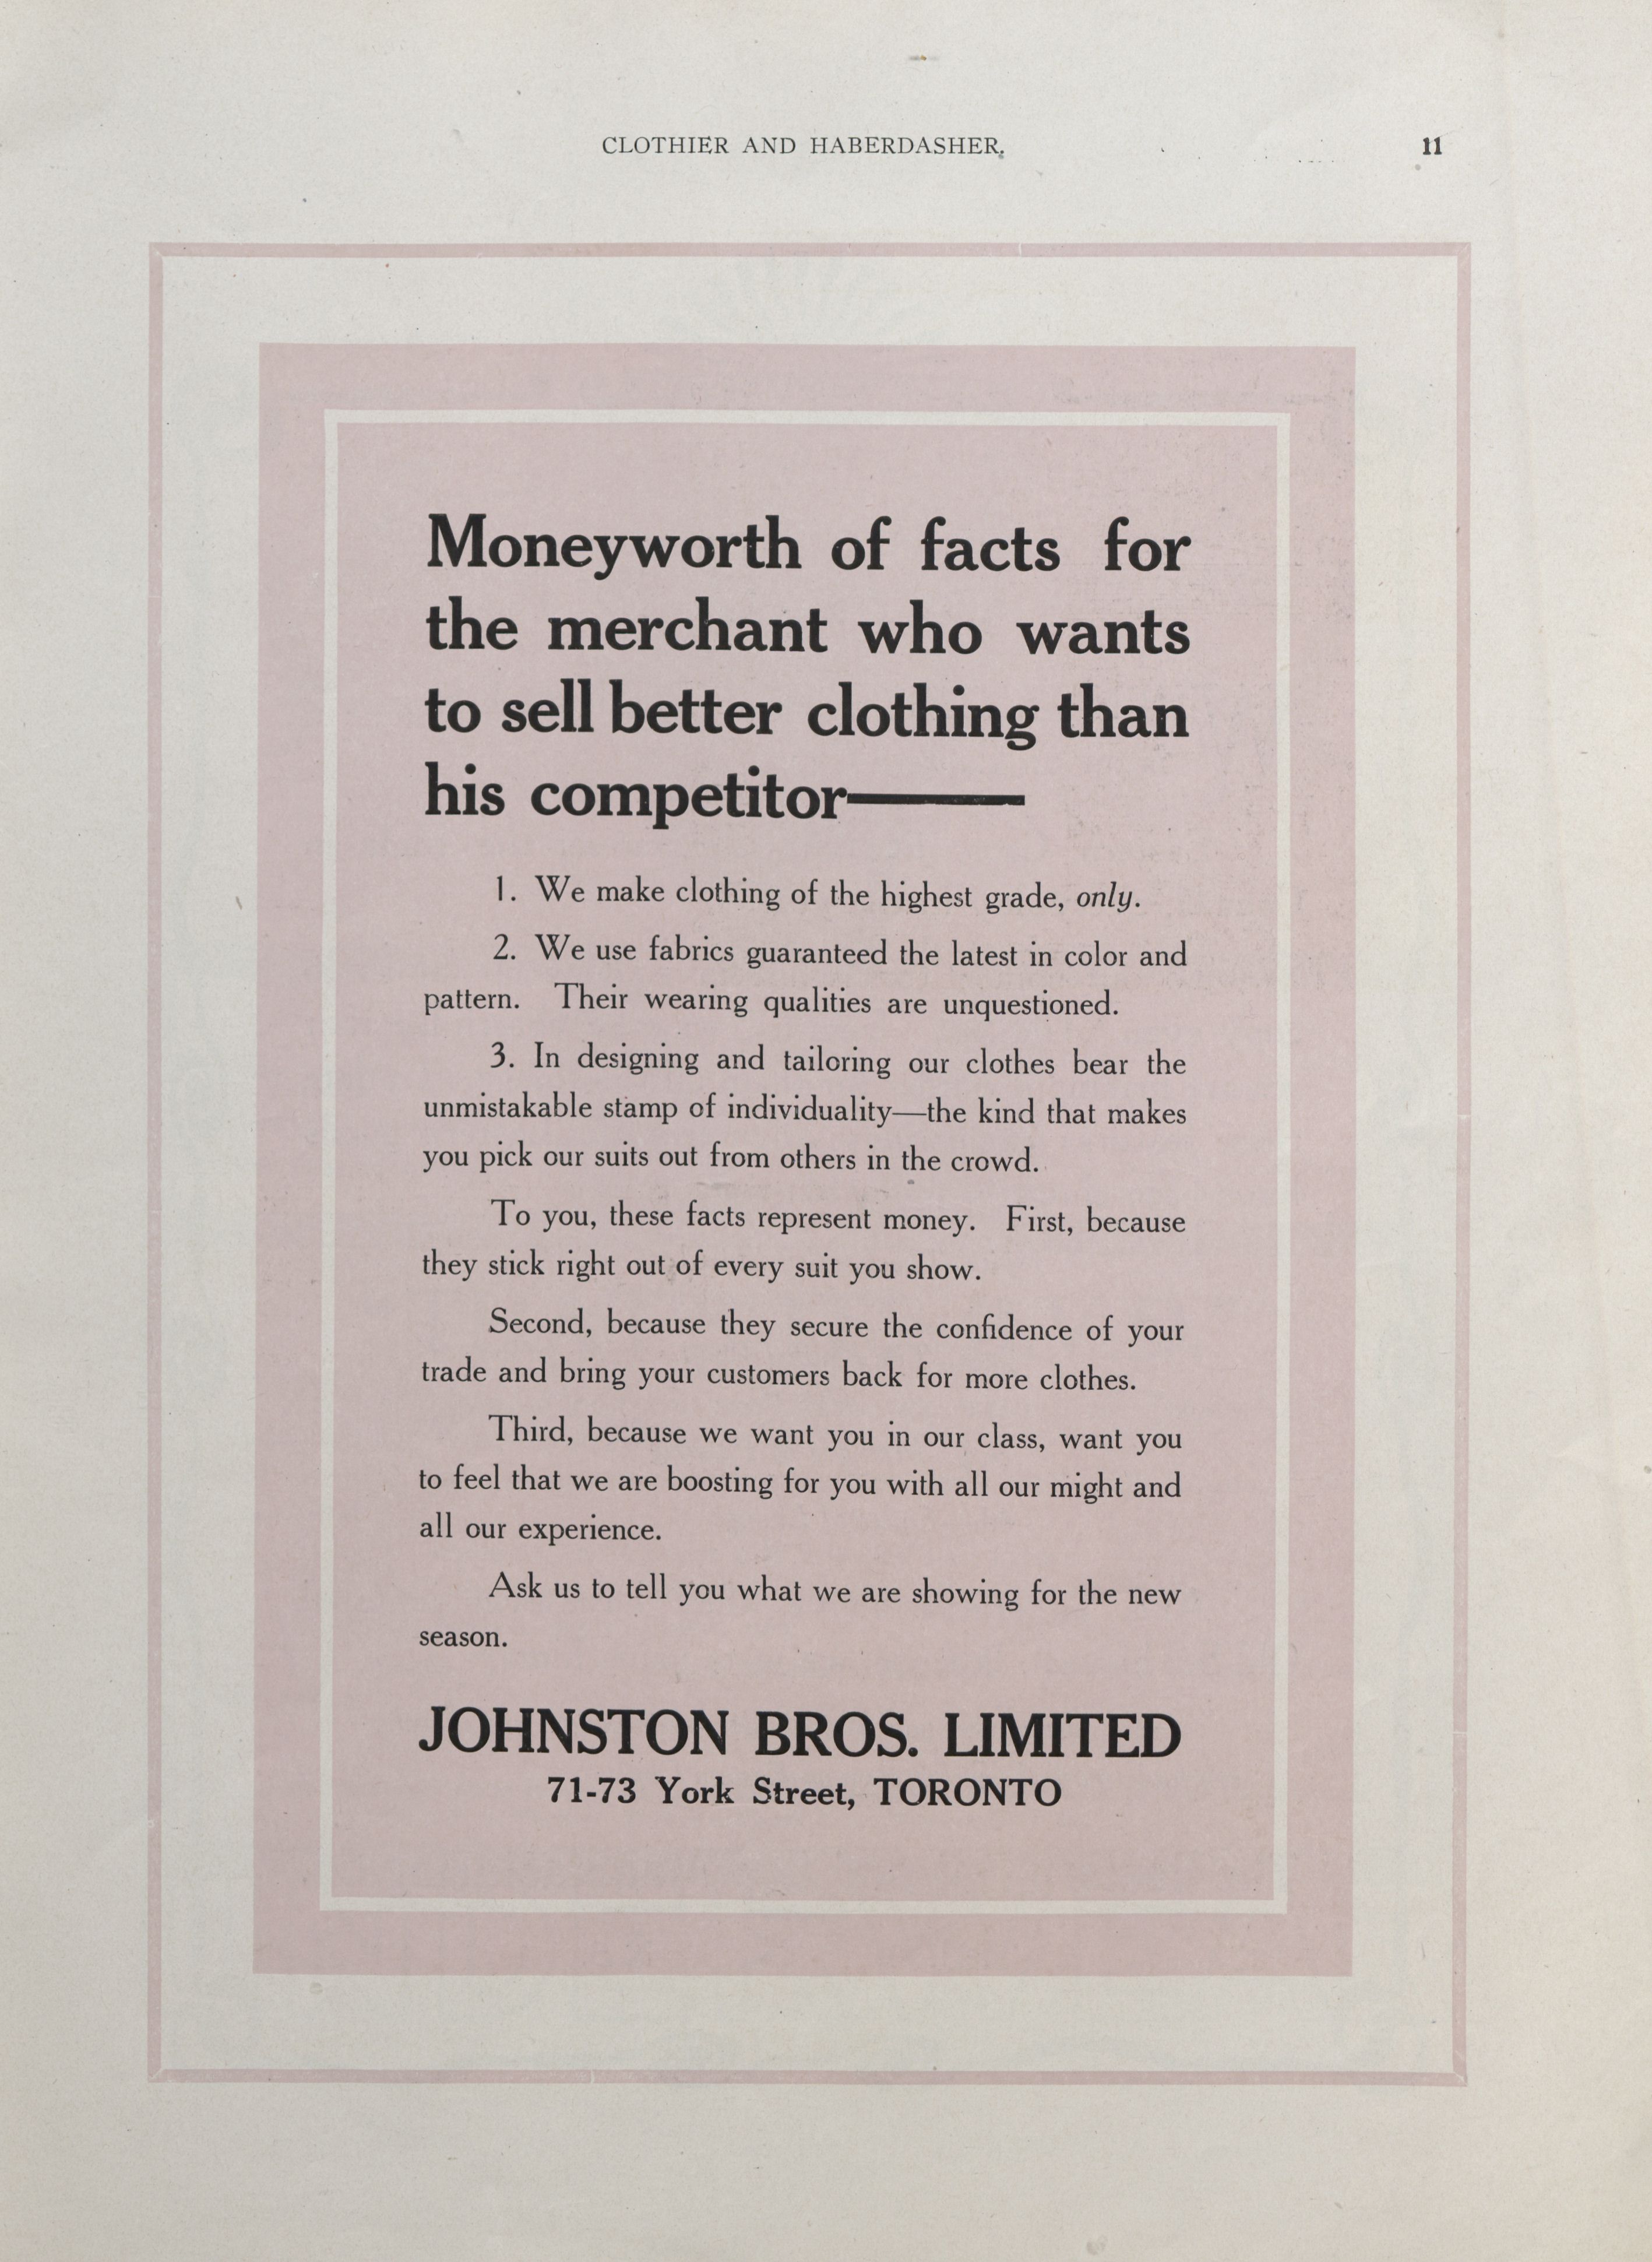 CLOTHIER AND HABERDASHER.
11
Moneyworth of facts for
the merchant who wants
to sell better clothing than
his competitor——
1. We make clothing of the highest grade, only.
2. We use fabrics guaranteed the latest in color and
pattern. Their wearing qualities are unquestioned.
3. In designing and tailoring our clothes bear the
unmistakable stamp of individuality—the kind that makes
you pick our suits out from others in the crowd.
To you, these facts represent money. First, because
they stick right out of every suit you show.
Second, because they secure the confidence of your
trade and bring your customers back for more clothes.
Third, because we want you in our class, want you
to feel that we are boosting for you with all our might and
all our experience.
Ask us to tell you what we are showing for the new
season.
JOHNSTON BROS. LIMITED
71-73 York Street, TORONTO